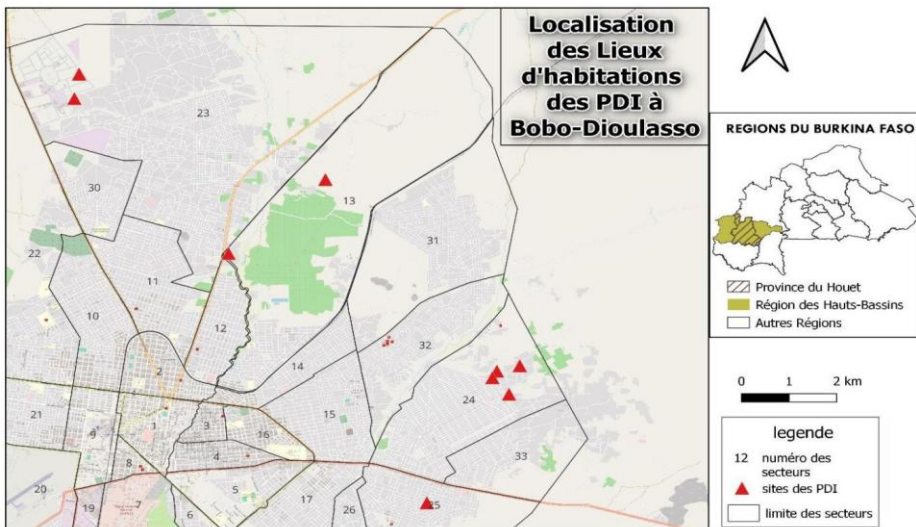 Localisation
des Lieux
d'habitations
des PDI à
Bobo-Dioulasso
REGIONS DU BURKINA FASO
Province du Houet
Région des Hauts-Bassins
Autres Régions
0 1 2 km
legende
12 numéro des
secteurs
sites des PDI
limite des secteurs
23
30
13
31
22
11
10
12
32
2
14
24
21
9
1
3
16
15
4
33
8
5
20
19
7
6
17
26
25